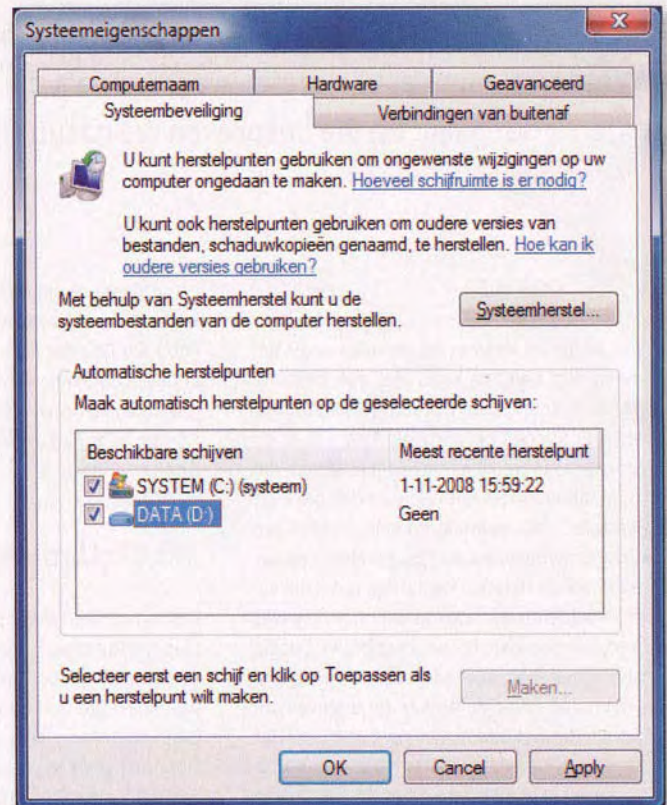 Systeemeigenschappen
Computernaam Hardware Geavanceerd
Systeembeveiliging Verbindingen van buitenaf
U kunt herstelpunten gebruiken om ongewenste wijzigingen op uw
computer ongedaan te maken. Hoeveel schijfruimte is er nodig?
U kunt ook herstelpunten gebruiken om oudere versies van
bestanden, schaduwkopieën genaamd, te herstellen. Hoe kan ik
oudere versies gebruiken?
Met behulp van Systeemherstel kunt u de
systeembestanden van de computer herstellen.
Systeemherstel...
Automatische herstelpunten
Maak automatisch herstelpunten op de geselecteerde schijven:
Beschikbare schijven Meest recente herstelpunt
SYSTEM (C:) (systeem) 1-11-2008 15:59:22
DATA (D:) Geen
Selecteer eerst een schijf en klik op Toepassen als
u een herstelpunt wilt maken.
Maken...
OK Cancel Apply